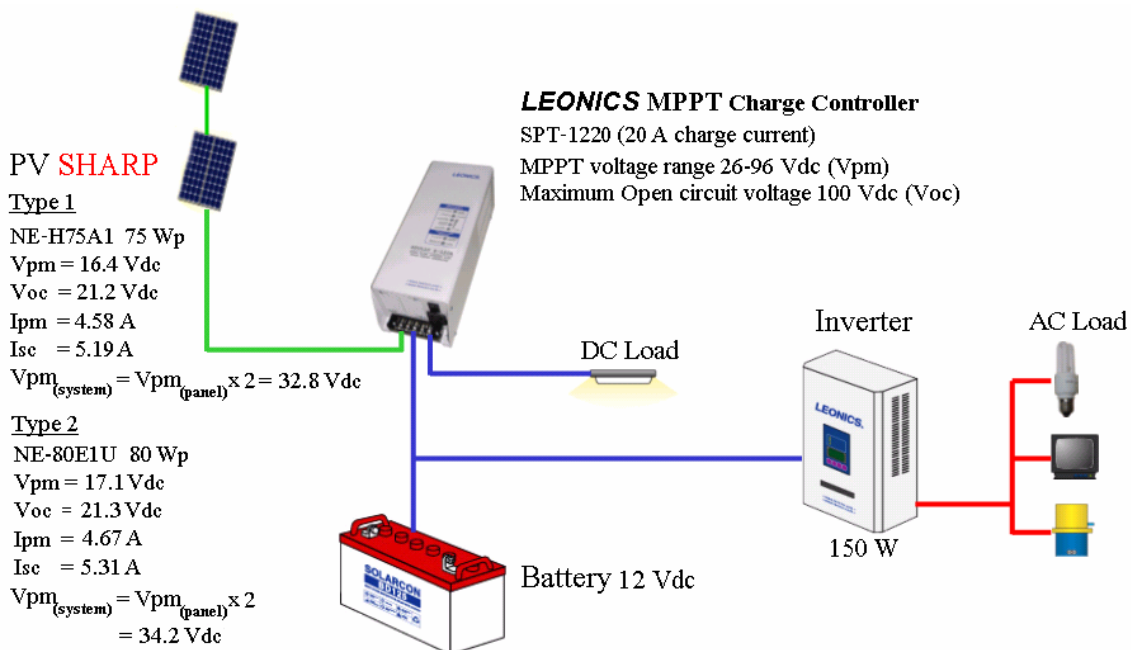 LEONICS MPPT Charge Controller
SPT-1220 (20 A charge current)
MPPT voltage range 26-96 Vdc (Vpm)
Maximum Open circuit voltage 100 Vdc (Voc)
PV SHARP
Type 1
NE-H75A1 75 Wp
Vpm = 16.4 Vdc
Voc = 21.2 Vdc
Ipm = 4.58 A
Isc = 5.19 A
Vpm(system) = Vpm(panel) x 2 = 32.8 Vdc
Type 2
NE-80E1U 80 Wp
Vpm = 17.1 Vdc
Voc = 21.3 Vdc
Ipm = 4.67 A
Isc = 5.31 A
Vpm(system) = Vpm(panel) x 2
= 34.2 Vdc
LEONICS
DC Load
Inverter
AC Load
LEONICS.
150 W
SOLARCON
Battery 12 Vdc